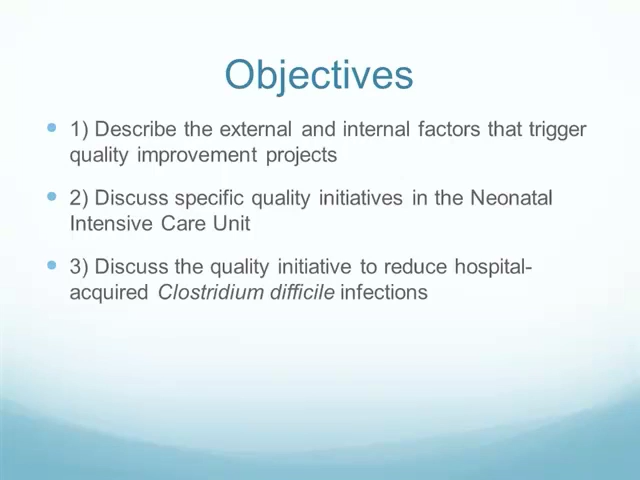 Objectives
1) Describe the external and internal factors that trigger
quality improvement projects
2) Discuss specific quality initiatives in the Neonatal
Intensive Care Unit
3) Discuss the quality initiative to reduce hospital-
acquired Clostridium difficile infections